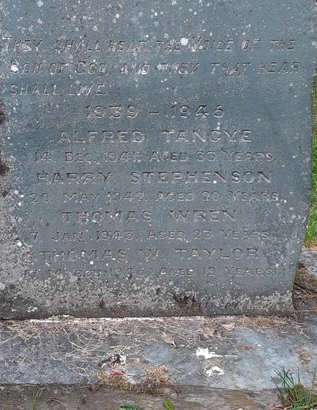 THEY SHALL HEAR THE VOICE OF THE
SON OF GOD AND THEY THAT HEAR
SHALL LIVE.
1939 – 1945
ALFRED TANGYE
14 DEC. 1941, AGED 33 YEARS
HARRY STEPHENSON
MAY 1942, AGED 20 YEARS
THOMAS WREN
JAN. 1943, AGED 23 YEARS
THOMAS W. TAYLOR
MARCH AGED 19 YEARS